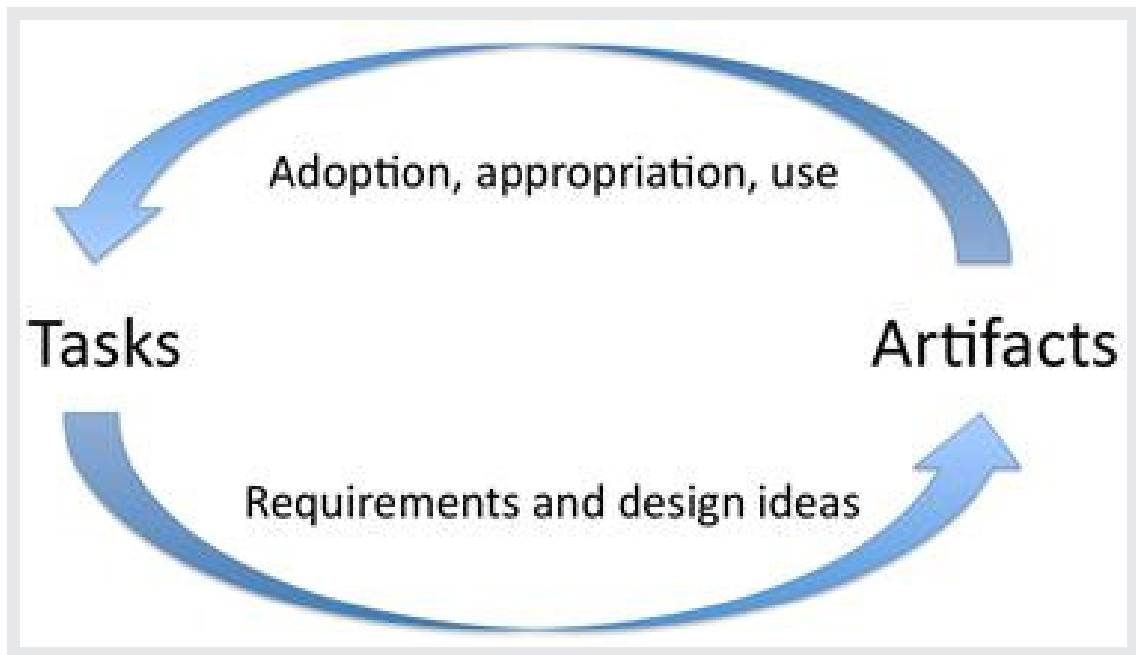 Adoption, appropriation, use
Tasks
Artifacts
Requirements and design ideas